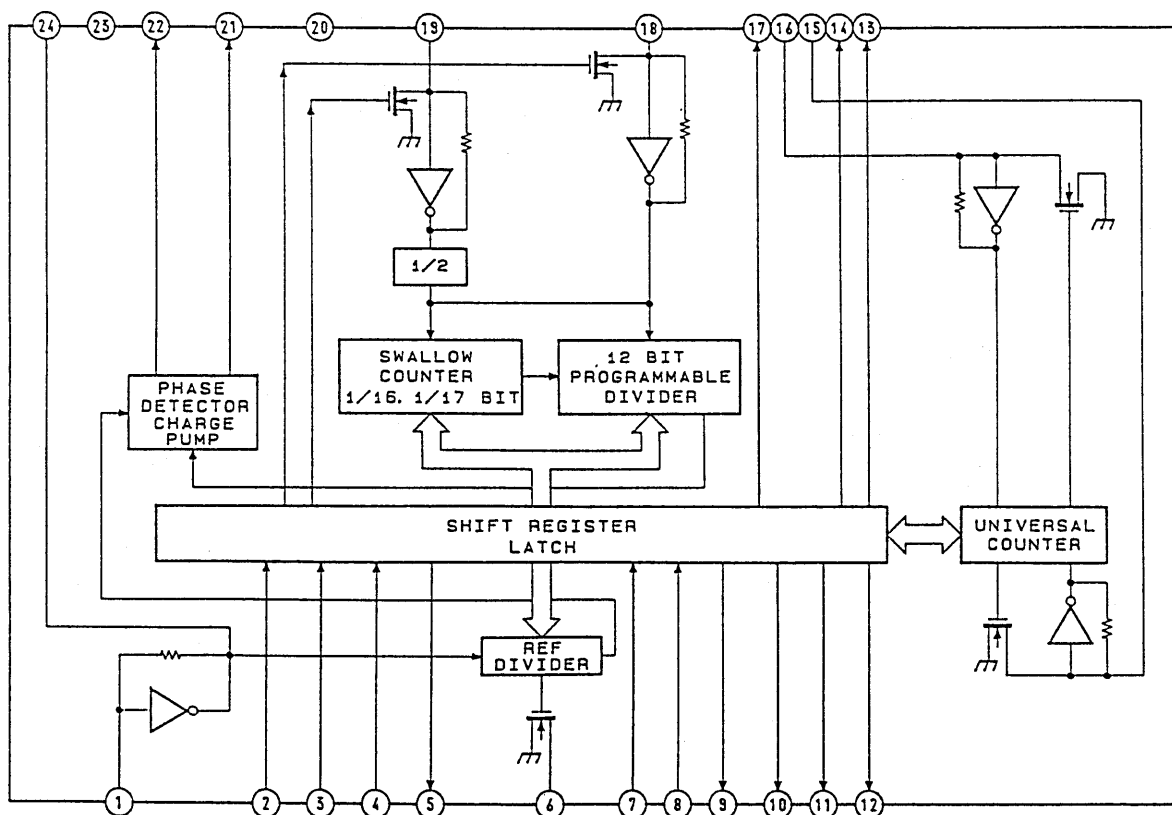 24 23 22 21 20 19 18 17 16 15 14 13
1/2
SWALLOW
COUNTER
1/16. 1/17 BIT
12 BIT
PROGRAMMABLE
DIVIDER
PHASE
DETECTOR
CHARGE
PUMP
SHIFT REGISTER
LATCH
UNIVERSAL
COUNTER
REF
DIVIDER
1 2 3 4 5 6 7 8 9 10 11 12